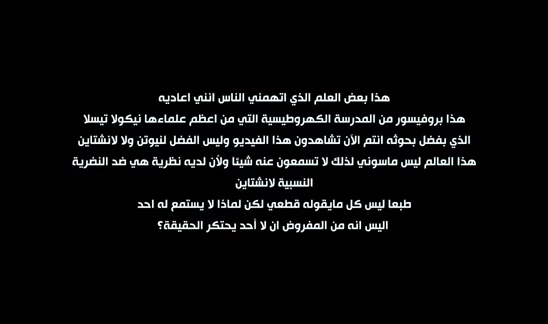 هذا بعض العلم الذي اتهمني الناس انني اعاديه
هذا بروفيسور من المدرسة الكهروطيسية التي من اعظم علماءها نيكولا تيسلا
الذي بفضل بحوثه انتم الآن تشاهدون هذا الفيديو وليس الفضل لنيوتن ولا لانشتاين
هذا العالم ليس ماسوني لذلك لا تسمعون عنه شيئا ولأن لديه نظرية هي ضد النضرية
النسبية لانشتاين
طبعا ليس كل مايقوله قطعي لكن لماذا لا يستمع له احد
اليس انه من المفروض ان لا أحد يحتكر الحقيقة؟